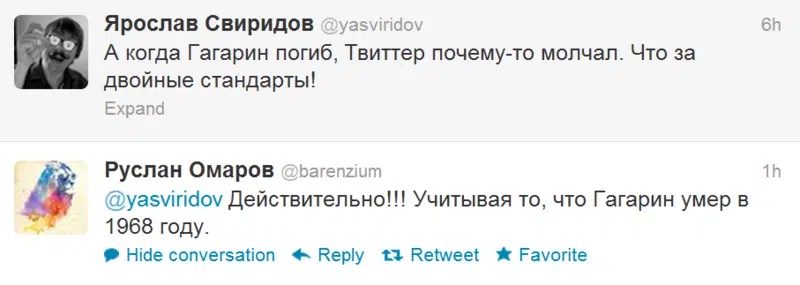 Ярослав Свиридов @yasviridov 6h
А когда Гагарин погиб, Твиттер почему-то молчал. Что за
двойные стандарты!
Expand
Руслан Омаров @barenzium 1h
@yasviridov Действительно!!! Учитывая то, что Гагарин умер в
1968 году.
Hide conversation Reply Retweet Favorite